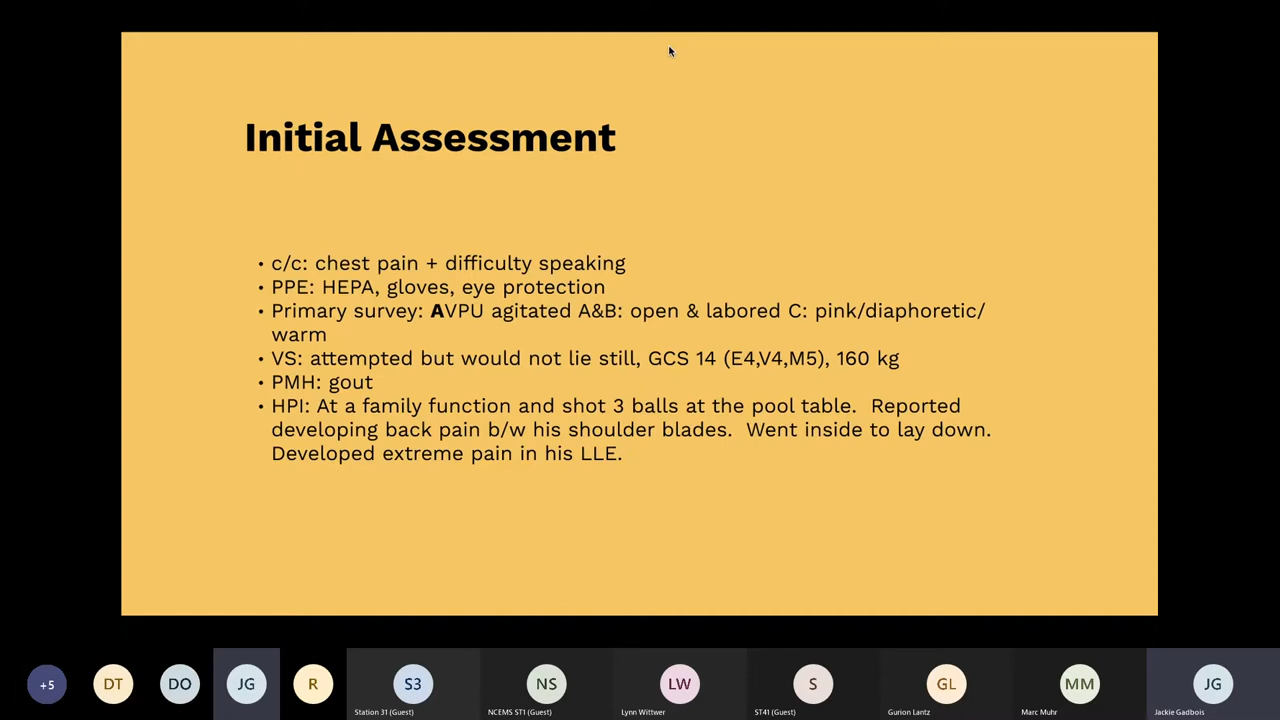 Initial Assessment
• c/c: chest pain + difficulty speaking
• PPE: HEPA, gloves, eye protection
• Primary survey: AVPU agitated A&B: open & labored C: pink/diaphoretic/
warm
• VS: attempted but would not lie still, GCS 14 (E4,V4,M5), 160 kg
• PMH: gout
• HPI: At a family function and shot 3 balls at the pool table.  Reported
developing back pain b/w his shoulder blades.  Went inside to lay down.
Developed extreme pain in his LLE.
+5 DT DO JG R S3 NS LW S GL MM JG
Station 31 (Guest) NCEMS ST1 (Guest) Lynn Wittwer ST41 (Guest) Gurion Lantz Marc Muhr Jackie Gadbois